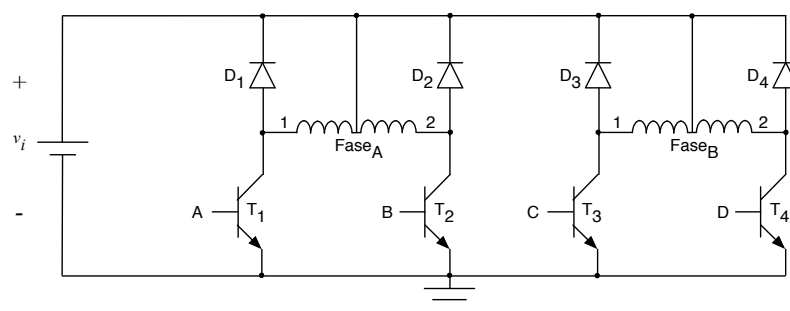 D1
D2
D3
D4
+
vi
-
1
2
FaseA
1
2
FaseB
A
T1
B
T2
C
T3
D
T4